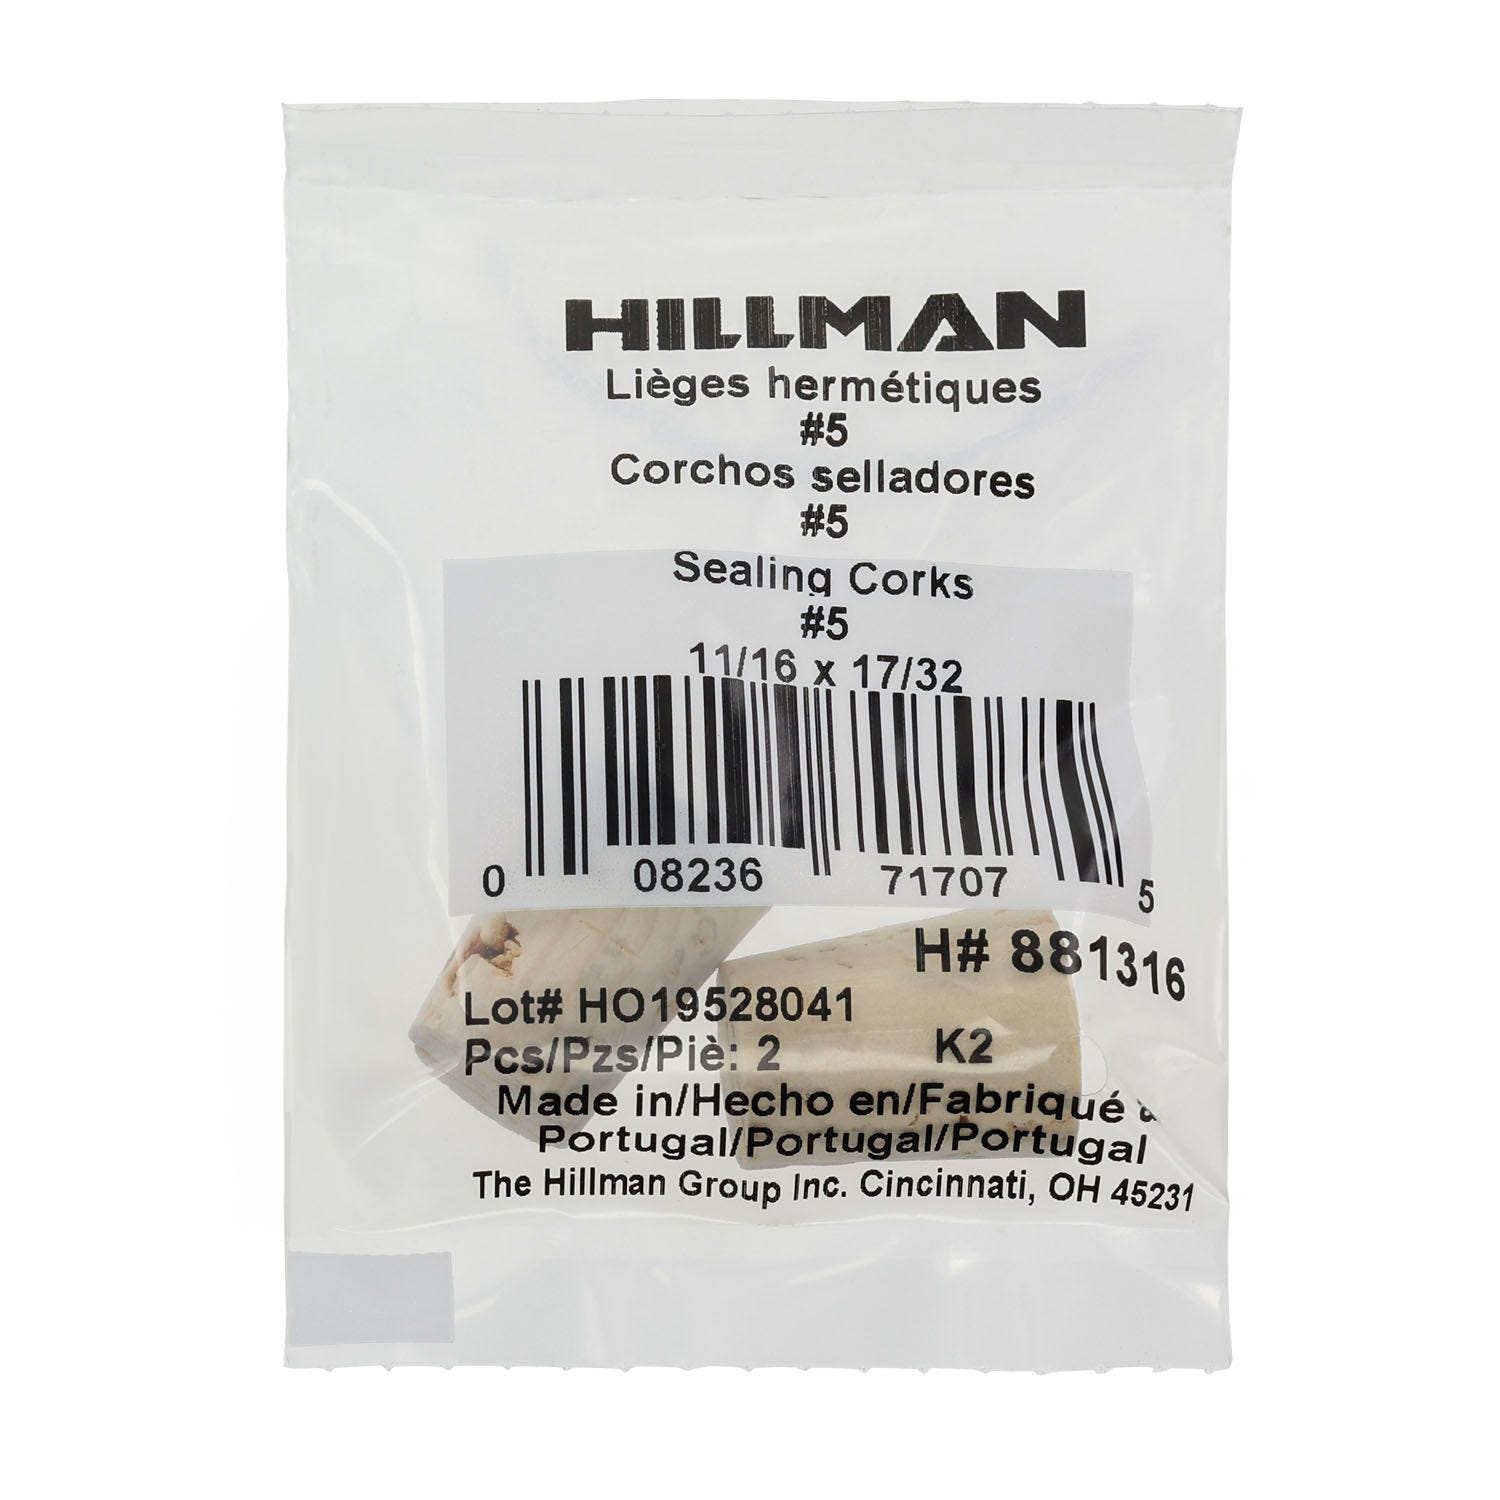 HILLMAN
Lièges hermétiques
#5
Corchos selladores
#5
Sealing Corks
#5
11/16 x 17/32
0 08236 71707 5
H# 881316
Lot# HO19528041
Pcs/Pzs/Piè: 2 K2
Made in/Hecho en/Fabriqué a
Portugal/Portugal/Portugal
The Hillman Group Inc. Cincinnati, OH 45231